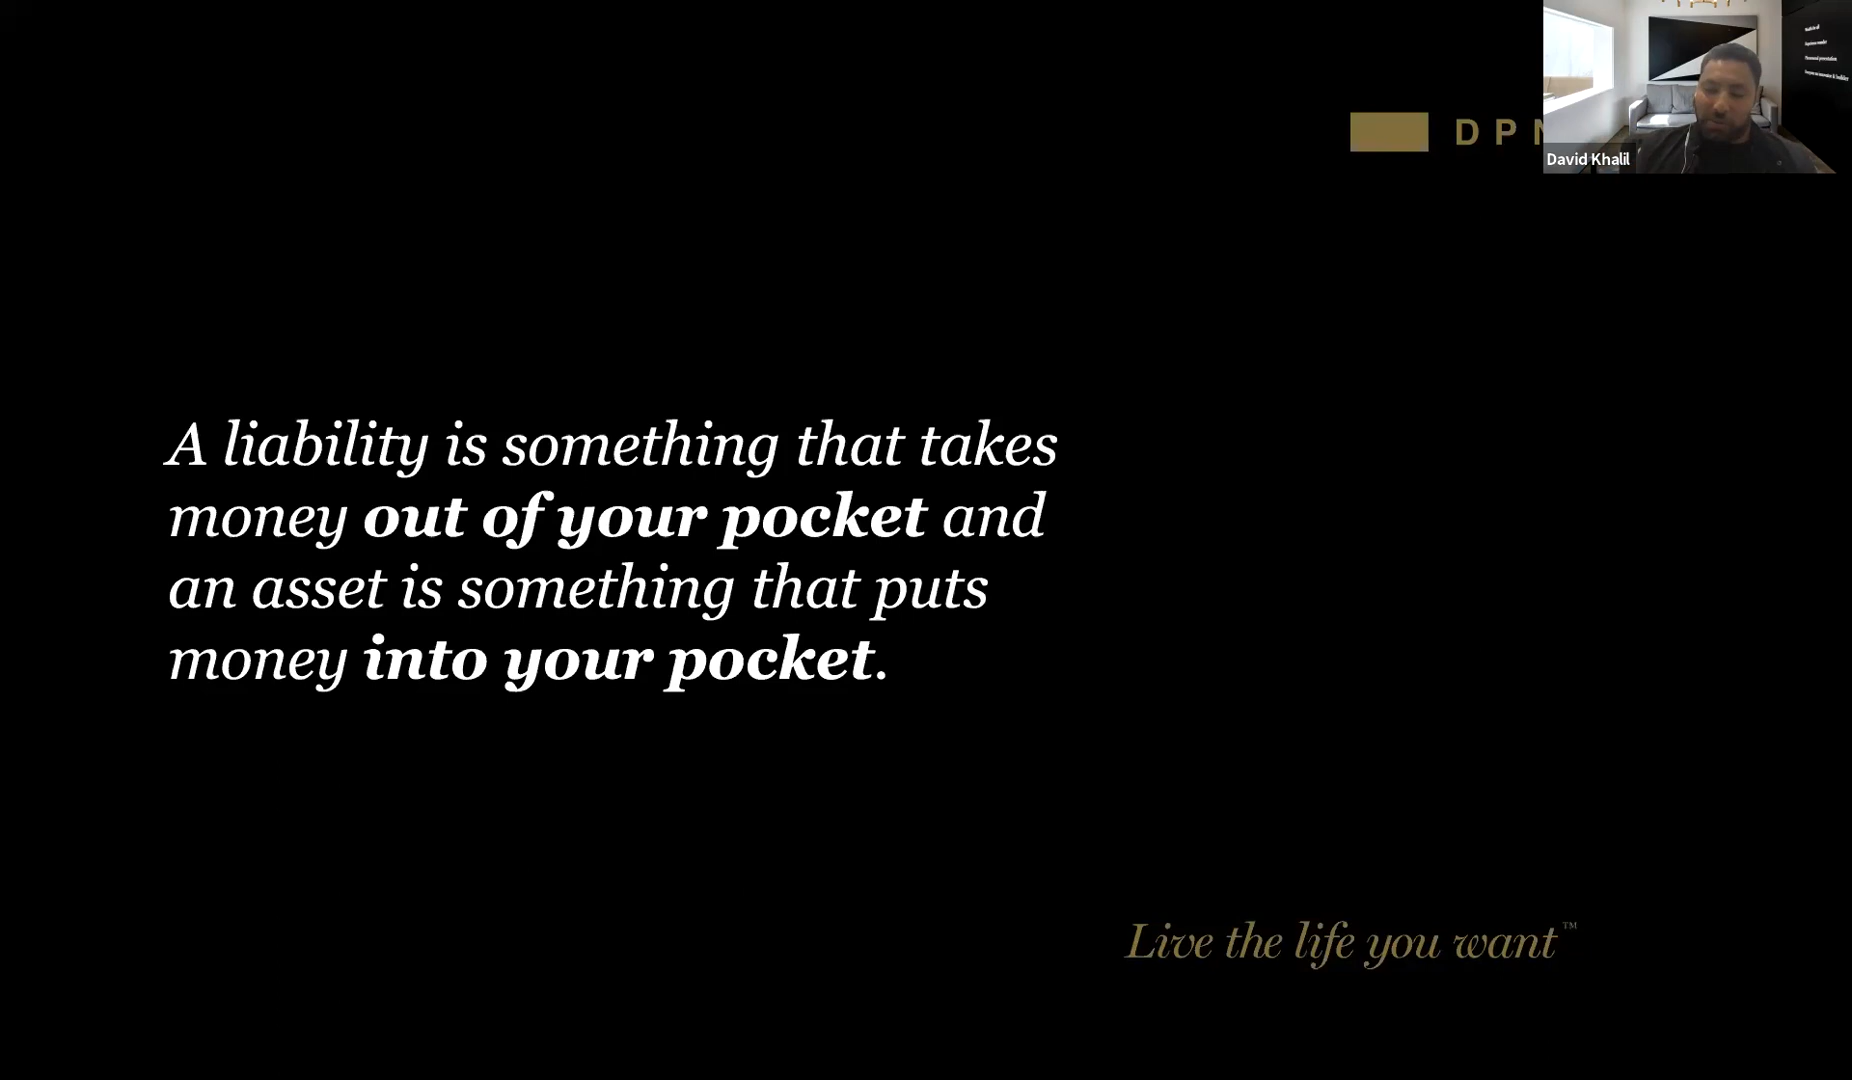 DPN
David Khalil
A liability is something that takes
money out of your pocket and
an asset is something that puts
money into your pocket.
Live the life you want™